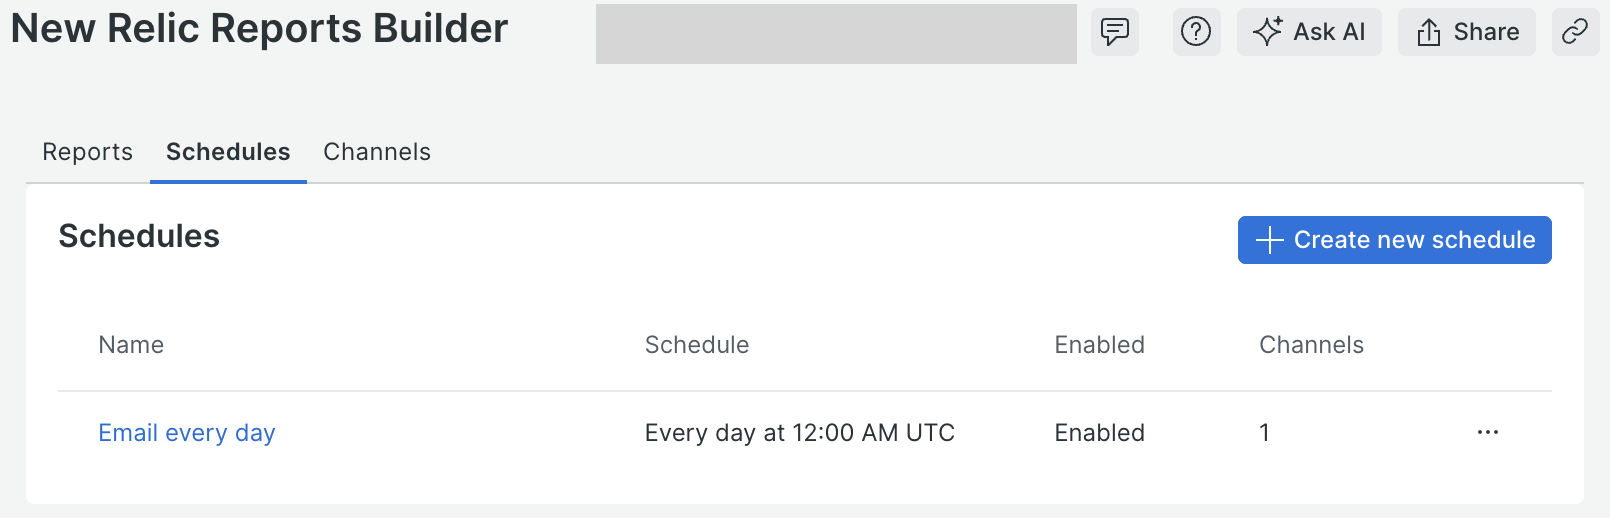 New Relic Reports Builder
Ask AI
Share
Reports Schedules Channels
Schedules
Create new schedule
Name Schedule Enabled Channels
Email every day Every day at 12:00 AM UTC Enabled 1